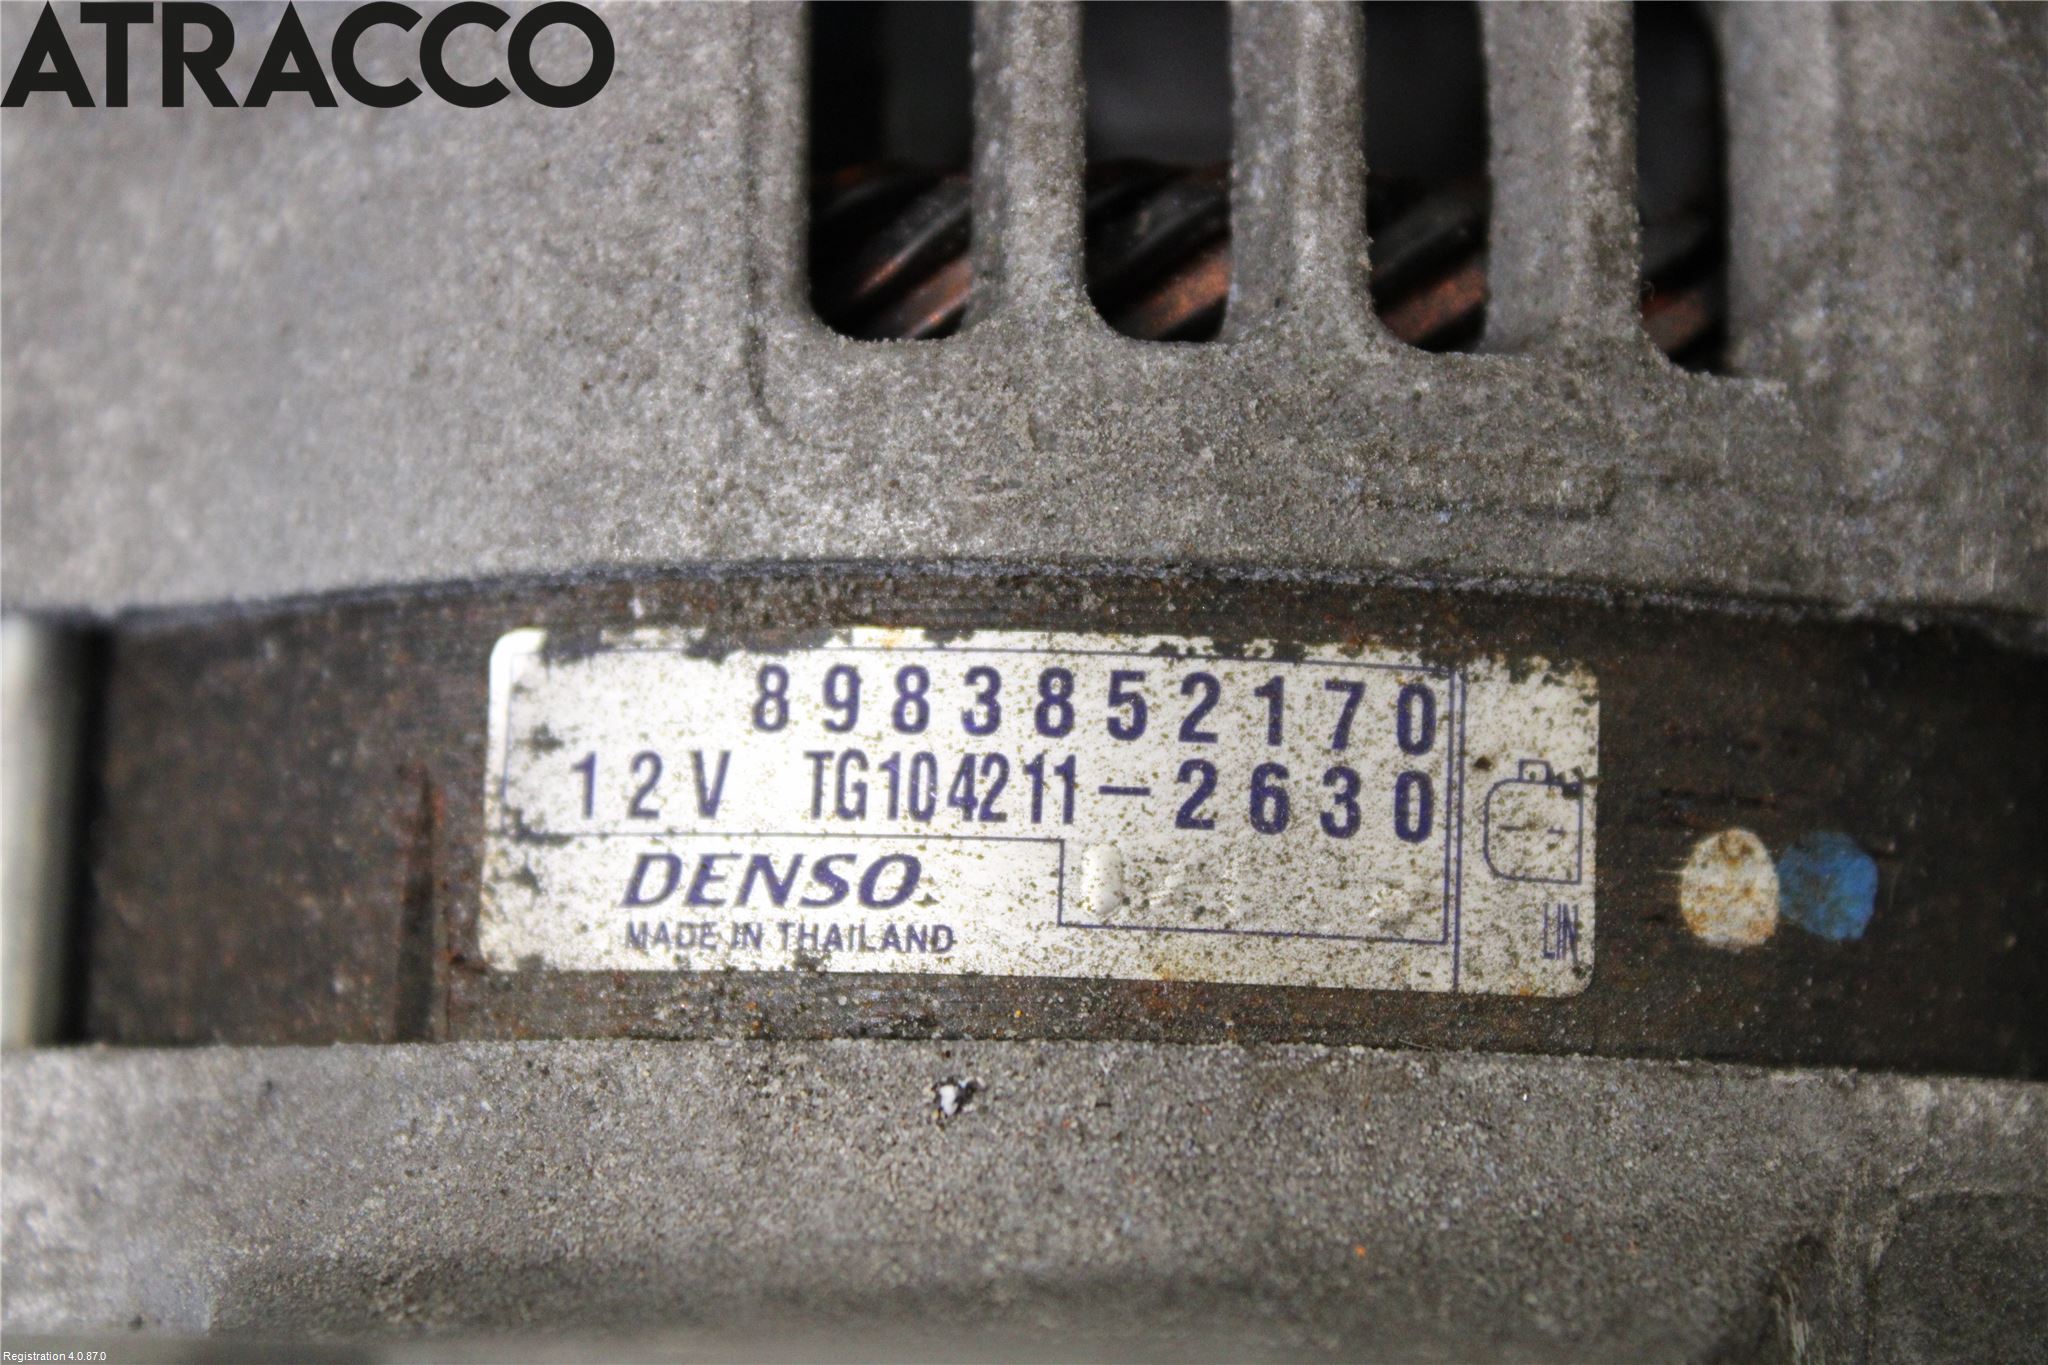 ATRACCO
8983852170
12V TG104211-2630
DENSO
MADE IN THAILAND
LIN
Registration 4.0.87.0